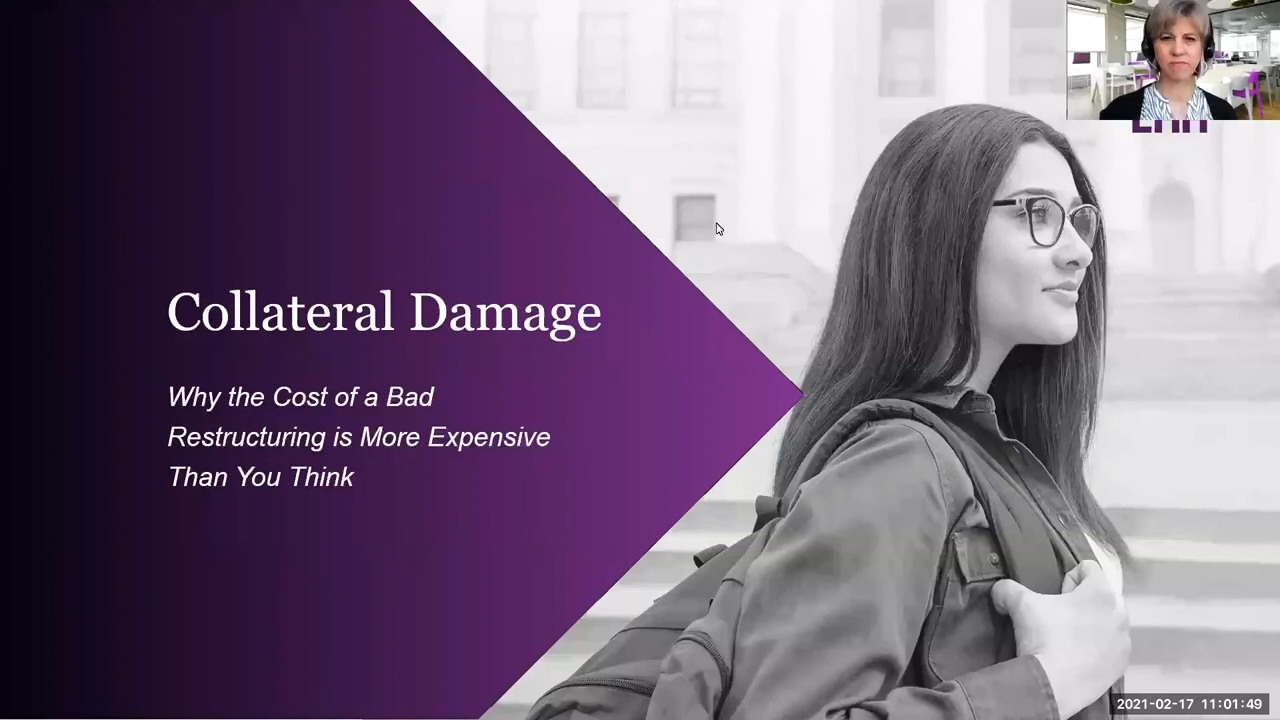 Collateral Damage
Why the Cost of a Bad
Restructuring is More Expensive
Than You Think
2021-02-17 11:01:49